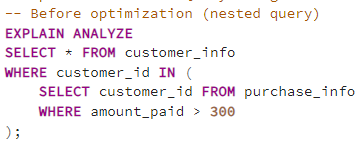 -- Before optimization (nested query)
EXPLAIN ANALYZE
SELECT * FROM customer_info
WHERE customer_id IN (
    SELECT customer_id FROM purchase_info
    WHERE amount_paid > 300
);